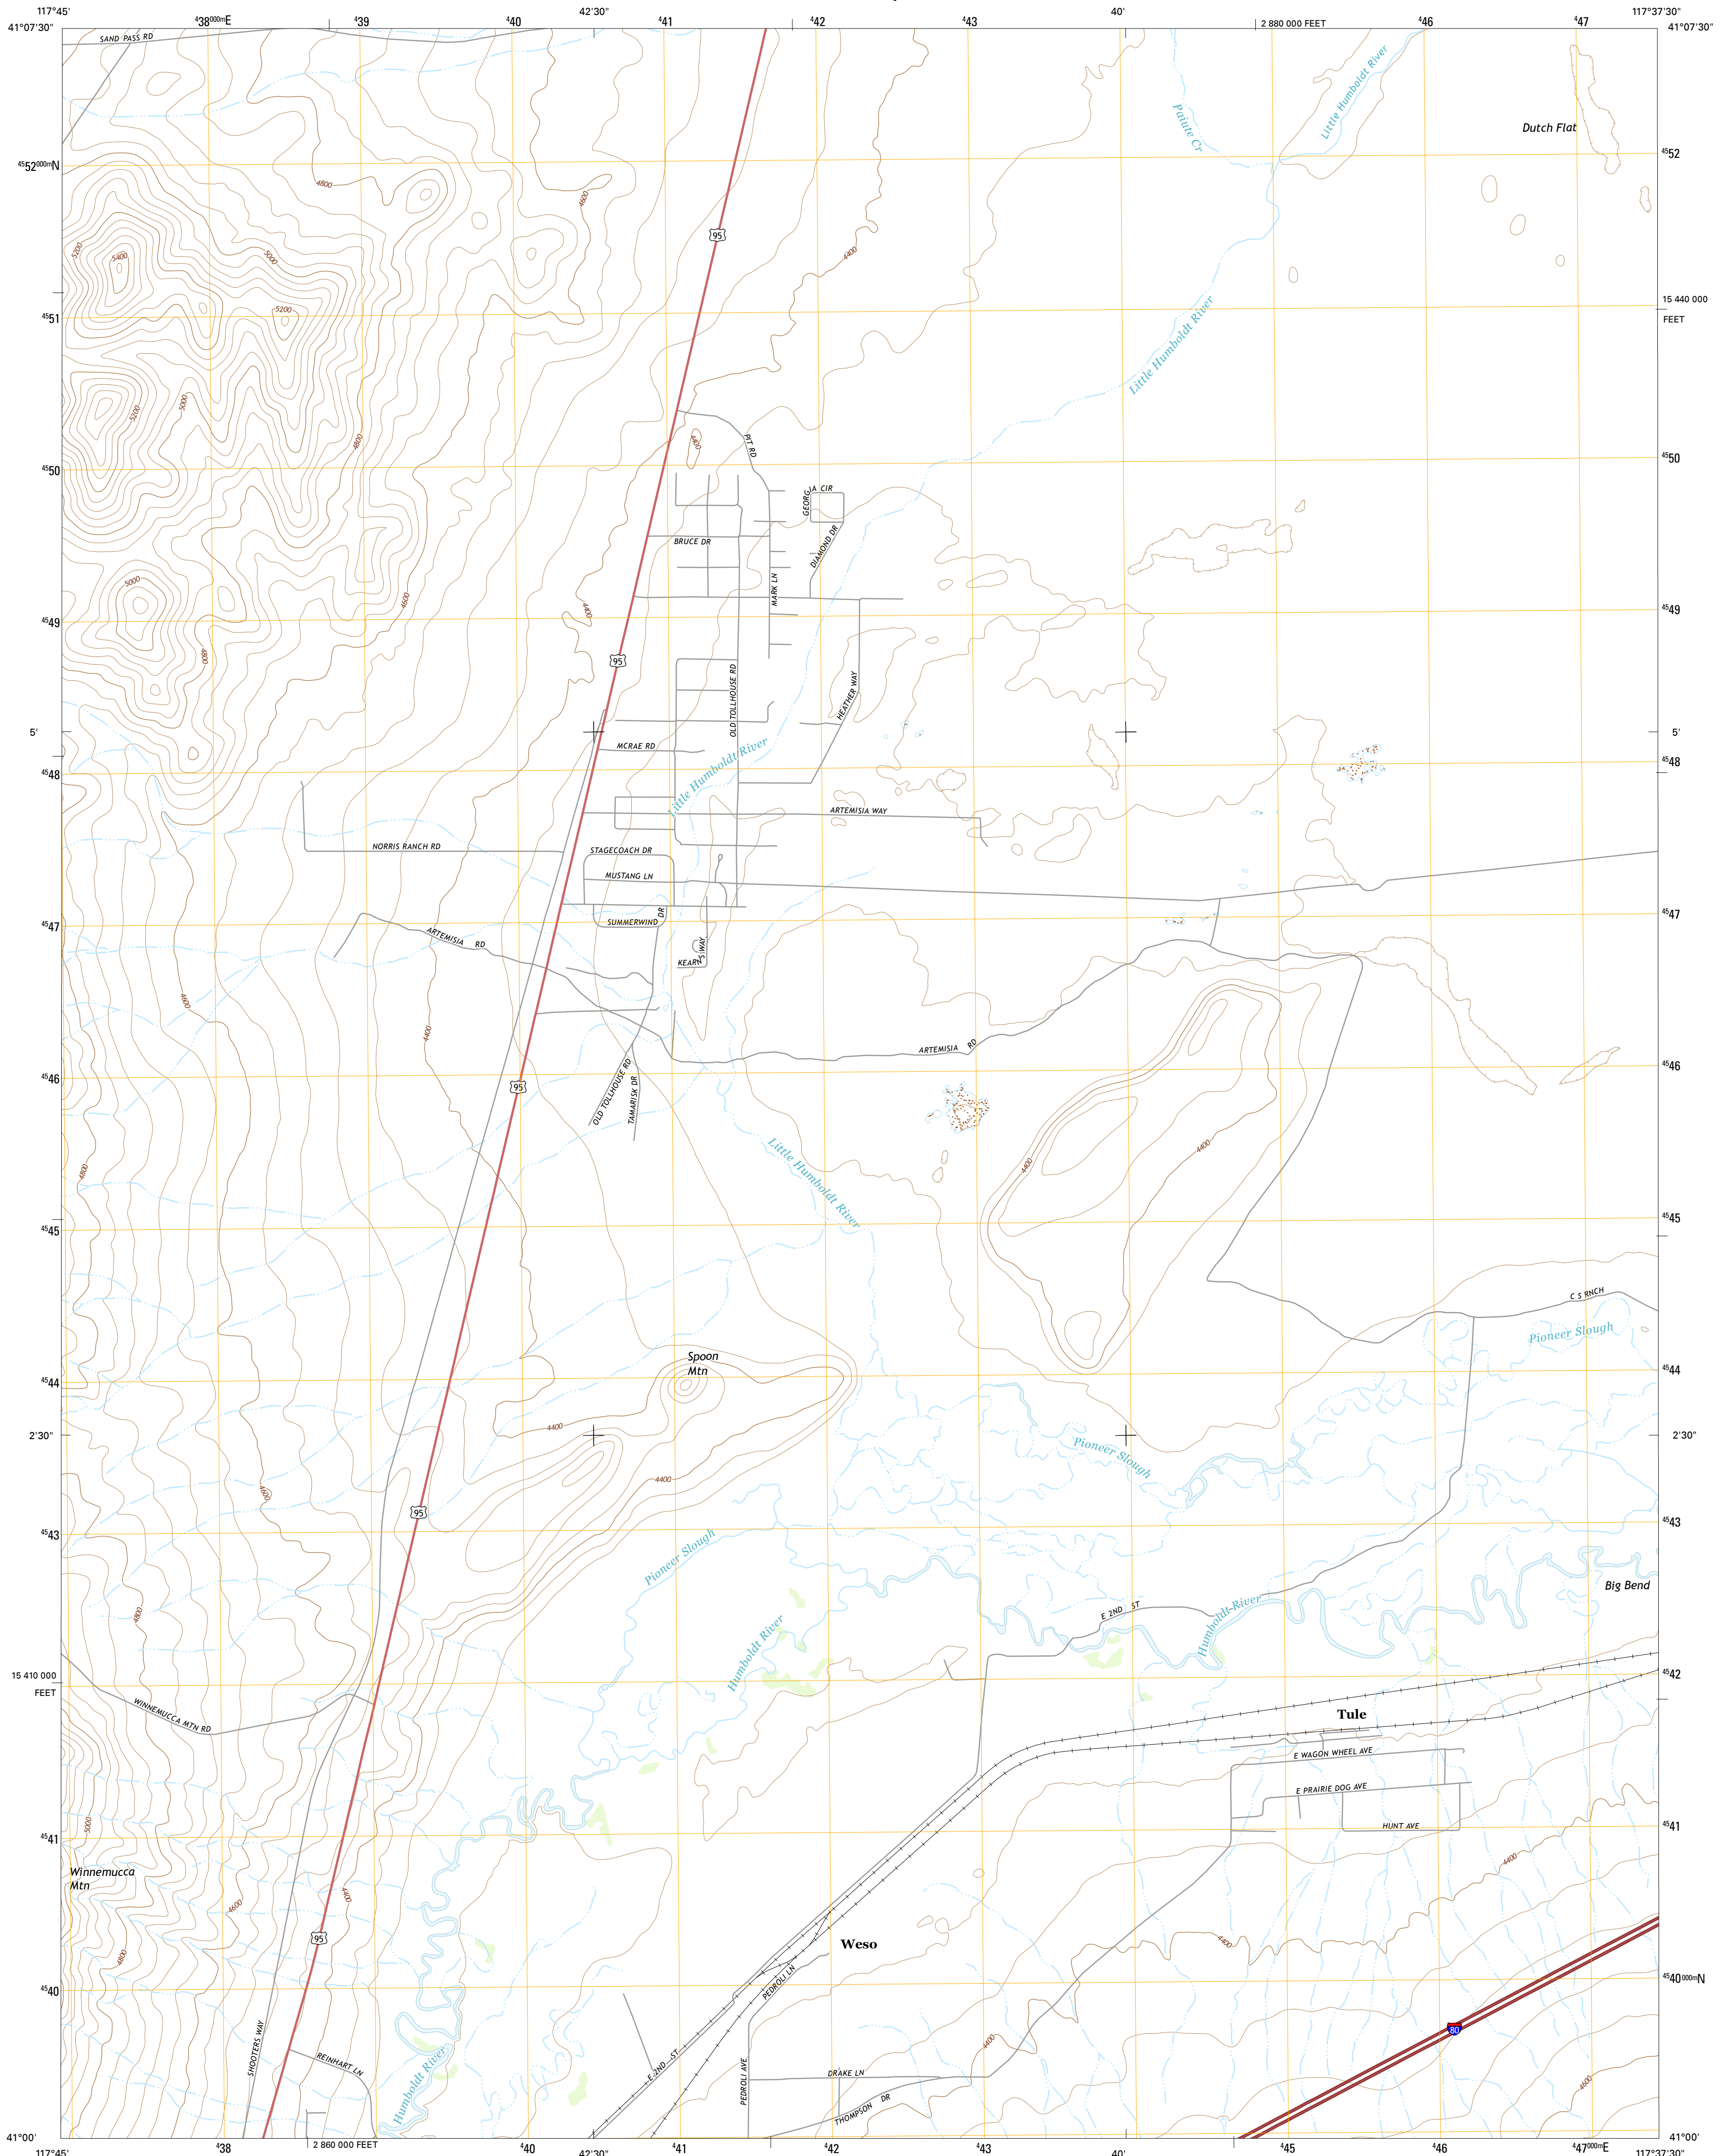 117°45'
⁴38⁰⁰⁰ᵐE
⁴39
⁴40
42'30"
⁴41
⁴42
⁴43
40'
2 880 000 FEET
⁴46
⁴47
117°37'30"
41°07'30"
41°07'30"
SAND PASS RD
Little Humboldt River
Paiute Cr
Dutch Flat
⁴⁵52⁰⁰⁰ᵐN
⁴⁵52
4800
4600
95
5200
5400
5000
4400
5200
15 440 000
FEET
⁴⁵51
Little Humboldt River
5200
5000
4800
4400
PIT RD
⁴⁵50
⁴⁵50
GEORGIA CIR
BRUCE DR
DIAMOND DR
MARK LN
5000
4600
4400
⁴⁵49
⁴⁵49
4800
95
OLD TOLLHOUSE RD
HEATHER WAY
5'
5'
MCRAE RD
Little Humboldt River
⁴⁵48
⁴⁵48
ARTEMISIA WAY
NORRIS RANCH RD
STAGECOACH DR
MUSTANG LN
SUMMERWIND DR
⁴⁵47
⁴⁵47
ARTEMISIA RD
KEARNS WAY
4600
4400
ARTEMISIA RD
⁴⁵46
⁴⁵46
95
OLD TOLLHOUSE RD
TAMARISK DR
4800
4400
4400
Little Humboldt River
⁴⁵45
⁴⁵45
C S RNCH
Pioneer Slough
Spoon
Mtn
⁴⁵44
⁴⁵44
4400
2'30"
2'30"
Pioneer Slough
4400
4600
95
⁴⁵43
⁴⁵43
Pioneer Slough
Big Bend
4800
E 2ND ST
Humboldt River
Humboldt River
15 410 000
FEET
⁴⁵42
WINNEMUCCA MTN RD
Tule
E WAGON WHEEL AVE
E PRAIRIE DOG AVE
HUNT AVE
5000
⁴⁵41
⁴⁵41
4400
Winnemucca
Mtn
4400
4600
95
4800
Weso
4400
PEDROLI LN
⁴⁵40
⁴⁵40⁰⁰⁰ᵐN
80
SHOOTERS WAY
REINHART LN
Humboldt River
E 2ND ST
PEDROLI AVE
DRAKE LN
THOMPSON DR
4400
4600
41°00'
41°00'
117°45'
⁴38
2 860 000 FEET
⁴40
42'30"
⁴41
⁴42
⁴43
40'
⁴45
⁴46
⁴47⁰⁰⁰ᵐE
117°37'30"